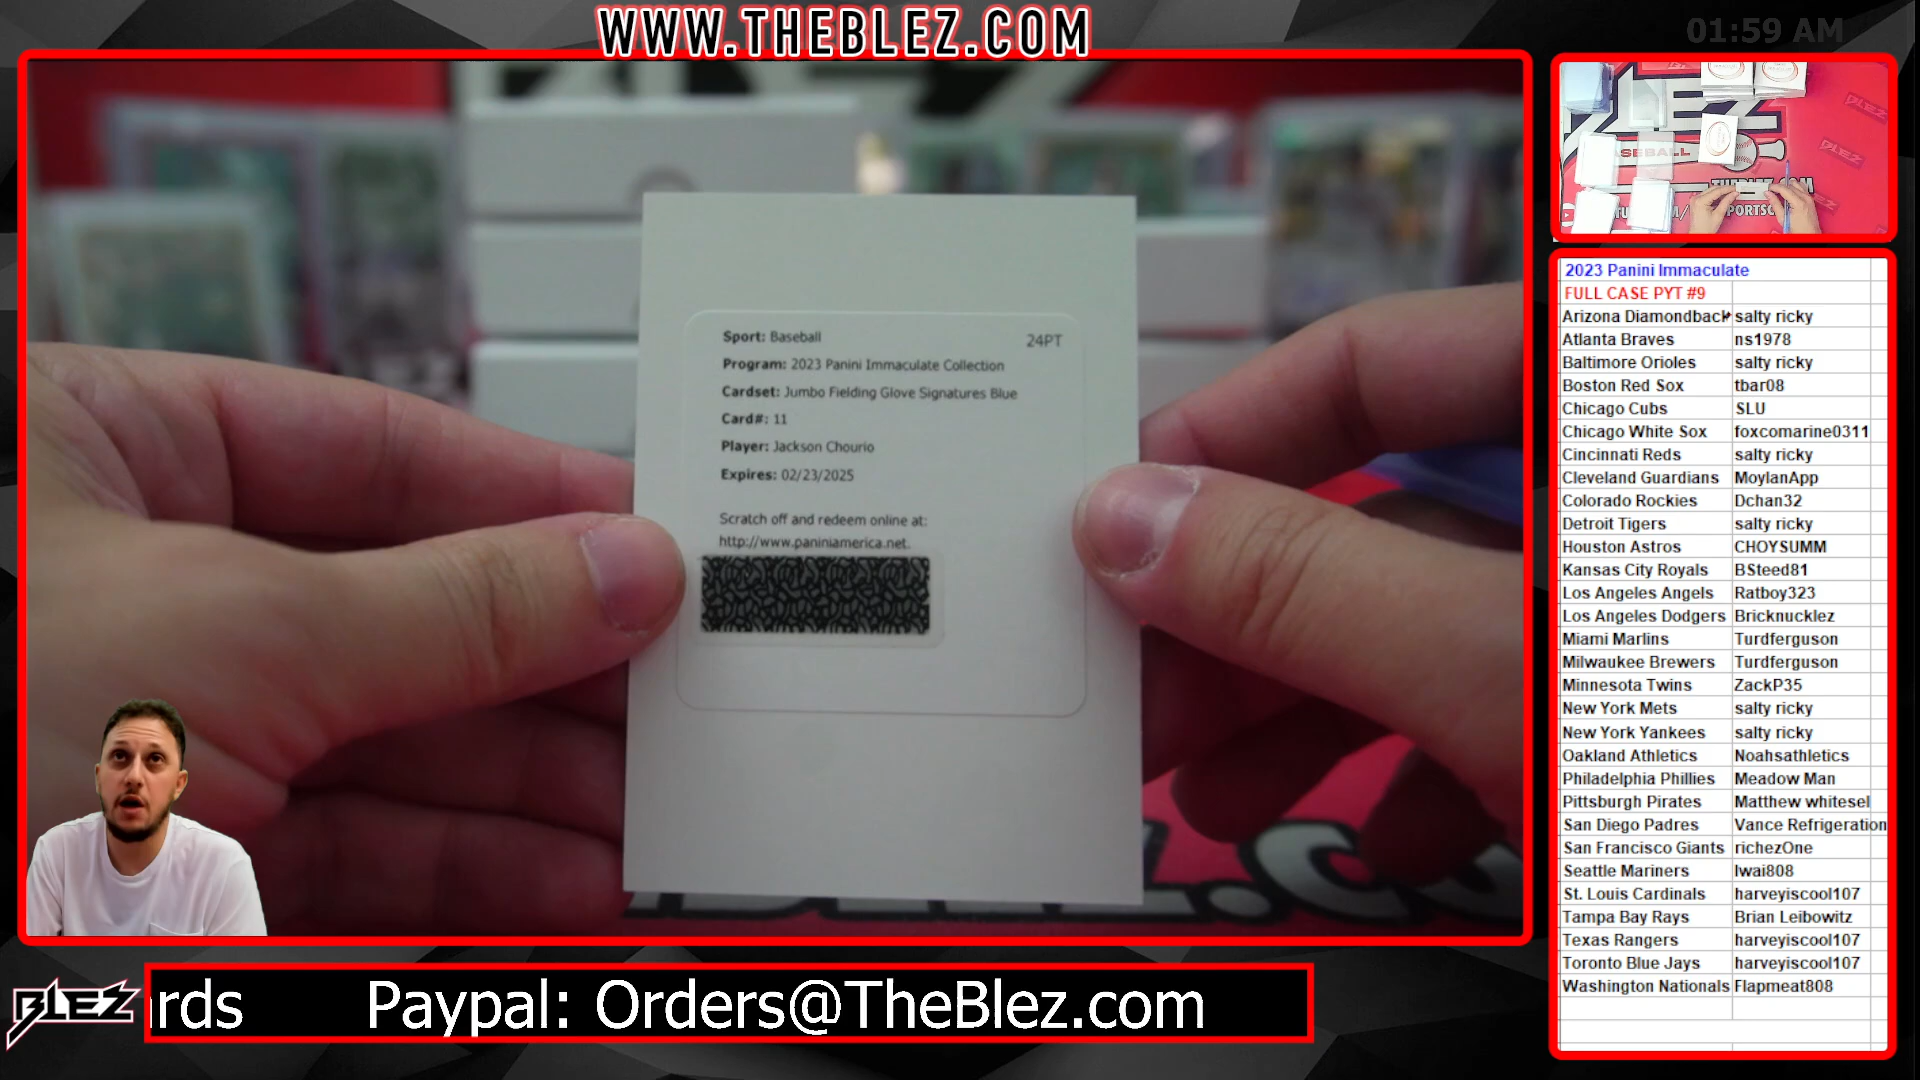 WWW.THEBLEZ.COM
01:59 AM
Sport: Baseball
24PT
Program: 2023 Panini Immaculate Collection
Cardset: Jumbo Fielding Glove Signatures Blue
Card#: 11
Player: Jackson Chourio
Expires: 02/23/2025
Scratch off and redeem online at:
http://www.paniniamerica.net.
BLEZ
rds Paypal: Orders@TheBlez.com
2023 Panini Immaculate
FULL CASE PYT #9
Arizona Diamondback salty ricky
Atlanta Braves ns1978
Baltimore Orioles salty ricky
Boston Red Sox tbar08
Chicago Cubs SLU
Chicago White Sox foxcomarine0311
Cincinnati Reds salty ricky
Cleveland Guardians MoylanApp
Colorado Rockies Dchan32
Detroit Tigers salty ricky
Houston Astros CHOYSUMM
Kansas City Royals BSteed81
Los Angeles Angels Ratboy323
Los Angeles Dodgers Bricknucklez
Miami Marlins Turdferguson
Milwaukee Brewers Turdferguson
Minnesota Twins ZackP35
New York Mets salty ricky
New York Yankees salty ricky
Oakland Athletics Noahsathletics
Philadelphia Phillies Meadow Man
Pittsburgh Pirates Matthew whitesel
San Diego Padres Vance Refrigeration
San Francisco Giants richezOne
Seattle Mariners lwai808
St. Louis Cardinals harveyiscool107
Tampa Bay Rays Brian Leibowitz
Texas Rangers harveyiscool107
Toronto Blue Jays harveyiscool107
Washington Nationals Flapmeat808